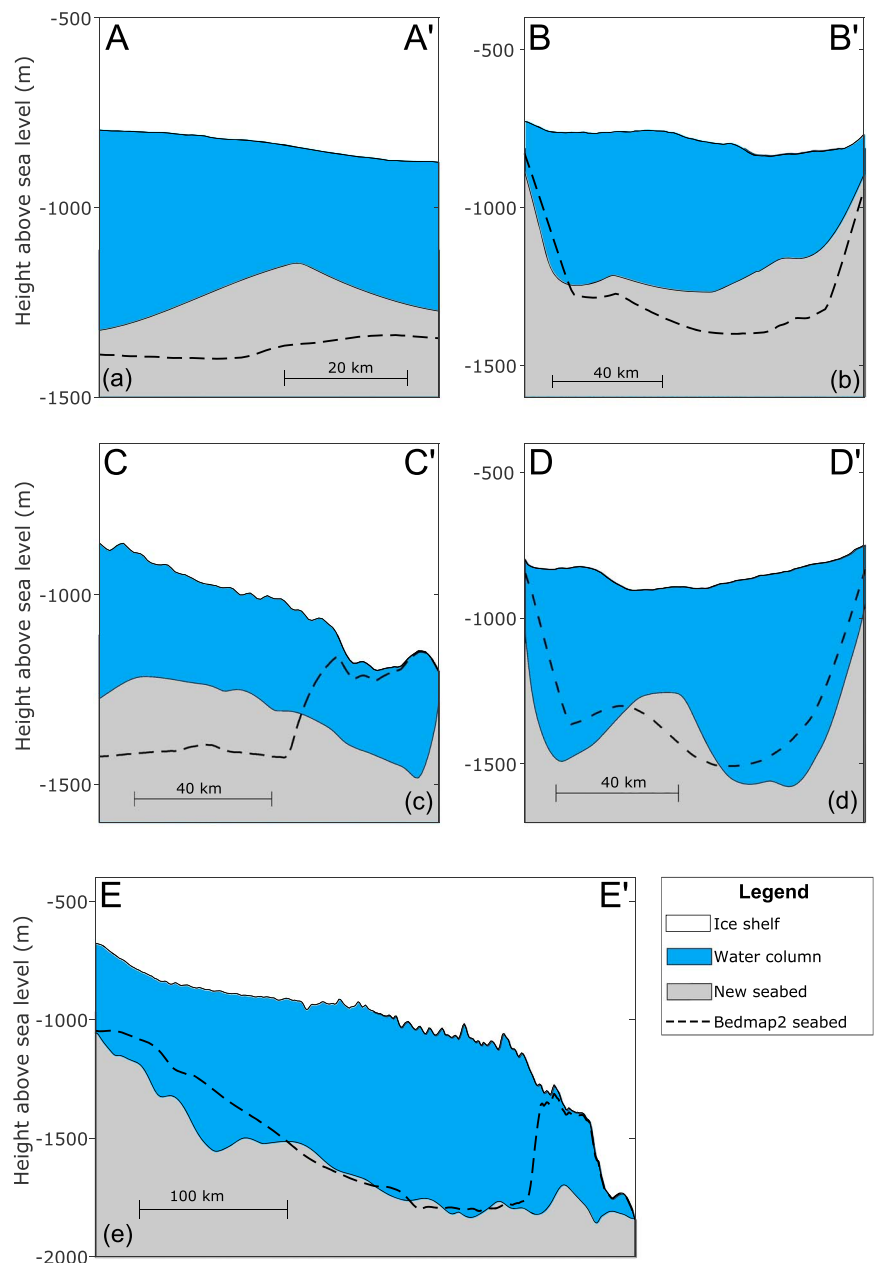 A A'
Height above sea level (m)
-500
-1000
-1500
20 km
(a)
B B'
-500
-1000
-1500
40 km
(b)
C C'
Height above sea level (m)
-1000
-1500
40 km
(c)
D D'
-500
-1000
-1500
40 km
(d)
E E'
Height above sea level (m)
-500
-1000
-1500
-2000
100 km
(e)
Legend
Ice shelf
Water column
New seabed
Bedmap2 seabed